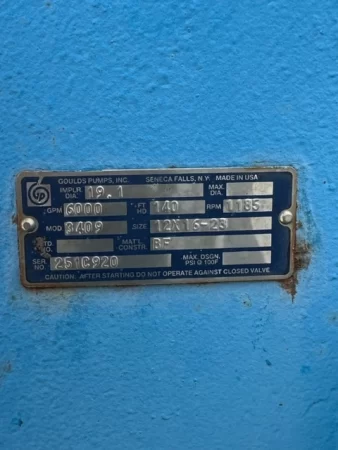 GOULDS PUMPS, INC. SENECA FALLS, N.Y. MADE IN USA
IMPLR. DIA. 19.1 MAX. DIA.
GPM 6000 FT HD 140 RPM 1185
MOD. 3409 SIZE 12X16-23
STD NO. MAT'L CONSTR. BF
SER. NO. 251C920 MAX. DSGN. PSI @ 100F
CAUTION: AFTER STARTING DO NOT OPERATE AGAINST CLOSED VALVE.